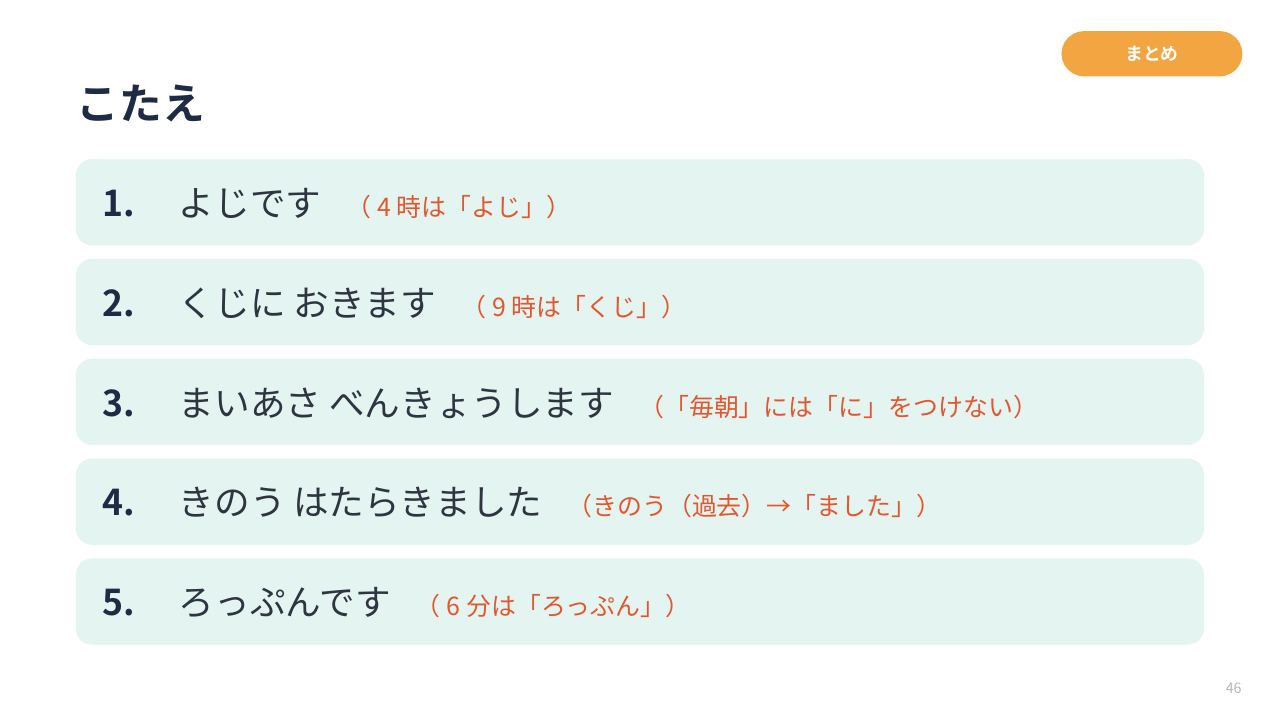 まとめ
こたえ
1. よじです （ 4 時は「よじ」）
2. くじに おきます （ 9 時は「くじ」）
3. まいあさ べんきょうします （「毎朝」には「に」をつけない）
4. きのう はたらきました （きのう（過去）→「ました」）
5. ろっぷんです （ 6 分は「ろっぷん」）
46